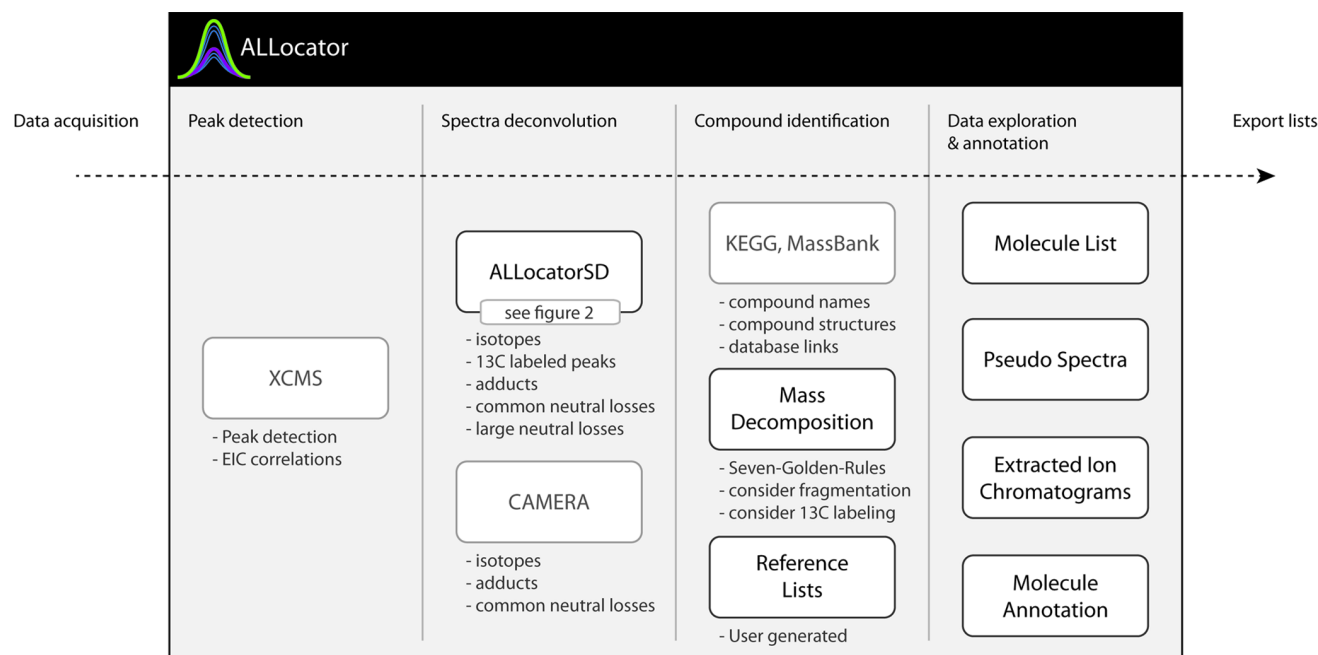 ALLocator
Data acquisition
Peak detection
Spectra deconvolution
Compound identification
Data exploration
& annotation
Export lists
XCMS
- Peak detection
- EIC correlations
ALLocatorSD
see figure 2
- isotopes
- 13C labeled peaks
- adducts
- common neutral losses
- large neutral losses
CAMERA
- isotopes
- adducts
- common neutral losses
KEGG, MassBank
- compound names
- compound structures
- database links
Mass
Decomposition
- Seven-Golden-Rules
- consider fragmentation
- consider 13C labeling
Reference
Lists
- User generated
Molecule List
Pseudo Spectra
Extracted Ion
Chromatograms
Molecule
Annotation